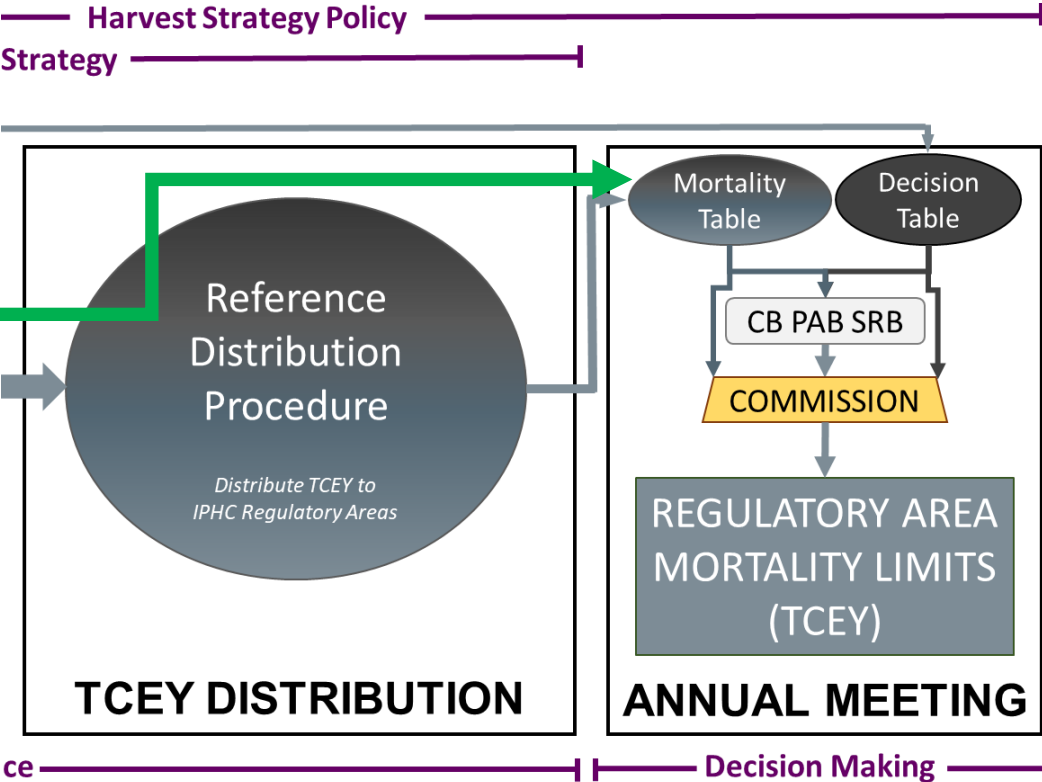 Harvest Strategy Policy
Strategy
Mortality
Table
Decision
Table
Reference
Distribution
Procedure
Distribute TCEY to
IPHC Regulatory Areas
CB PAB SRB
COMMISSION
REGULATORY AREA
MORTALITY LIMITS
(TCEY)
TCEY DISTRIBUTION
ANNUAL MEETING
ce
Decision Making